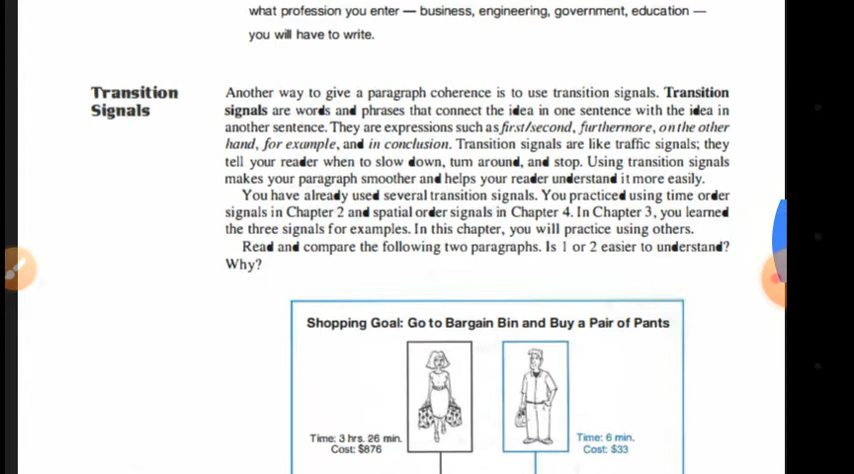 what profession you enter — business, engineering, government, education —
you will have to write.
Transition
Signals
Another way to give a paragraph coherence is to use transition signals. Transition
signals are words and phrases that connect the idea in one sentence with the idea in
another sentence. They are expressions such as first/second, furthermore, on the other
hand, for example, and in conclusion. Transition signals are like traffic signals; they
tell your reader when to slow down, turn around, and stop. Using transition signals
makes your paragraph smoother and helps your reader understand it more easily.
You have already used several transition signals. You practiced using time order
signals in Chapter 2 and spatial order signals in Chapter 4. In Chapter 3, you learned
the three signals for examples. In this chapter, you will practice using others.
Read and compare the following two paragraphs. Is 1 or 2 easier to understand?
Why?
Shopping Goal: Go to Bargain Bin and Buy a Pair of Pants
Time: 3 hrs. 26 min.
Cost: $876
Time: 6 min.
Cost: $33